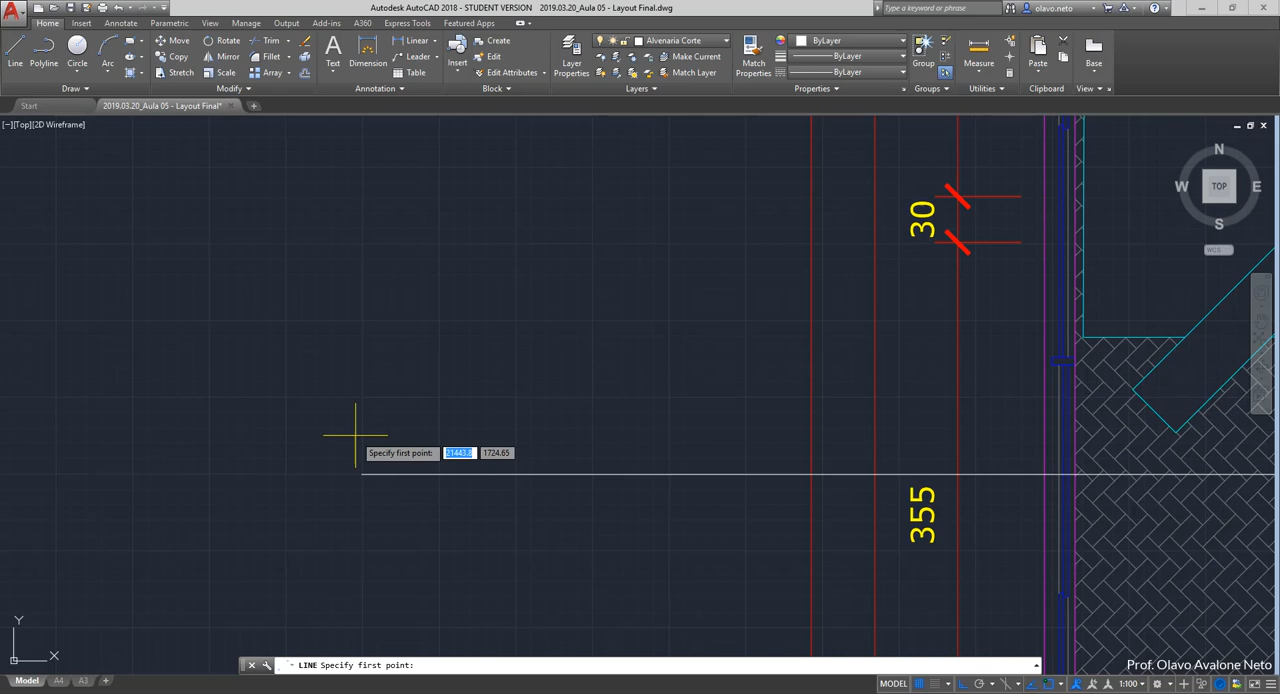 Autodesk AutoCAD 2018 - STUDENT VERSION 2019.03.20_Aula 05 - Layout Final.dwg
Type a keyword or phrase
olavo.neto
Home Insert Annotate Parametric View Manage Output Add-ins A360 Express Tools Featured Apps
Line Polyline Circle Arc
Move Rotate Trim
Copy Mirror Fillet
Stretch Scale Array
Text Dimension
Linear
Leader
Table
Insert
Create
Edit
Edit Attributes
Layer Properties
Alvenaria Corte
Make Current
Match Layer
Match Properties
ByLayer
ByLayer
ByLayer
Group
Measure
Paste
Base
Draw Modify Annotation Block Layers Properties Groups Utilities Clipboard View
Start 2019.03.20_Aula 05 - Layout Final*
[−][Top][2D Wireframe]
N
W TOP E
S
WCS
30
Specify first point: 21443.8 1724.65
355
Y
X
LINE Specify first point:
Prof. Olavo Avalone Neto
Model A4 A3 +
MODEL 1:100